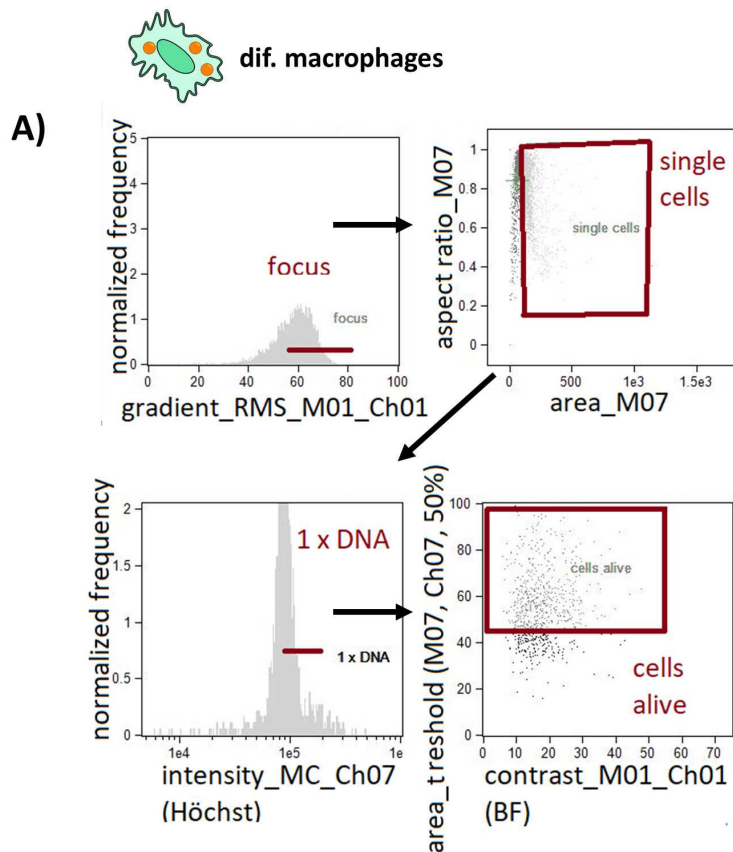 dif. macrophages
A)
normalized frequency
5
4
3
2
1
0
focus
focus
0 20 40 60 80 100
gradient_RMS_M01_Ch01
aspect ratio_M07
1
0.8
0.6
0.4
0.2
0
single
cells
single cells
0 500 1e3 1.5e3
area_M07
normalized frequency
2
1.5
1
0.5
0
1 x DNA
1 x DNA
1e4 1e5 1e
intensity_MC_Ch07
(Höchst)
area_treshold (M07, Ch07, 50%)
100
80
60
40
20
0
cells alive
cells
alive
0 10 20 30 40 50 60 70
contrast_M01_Ch01
(BF)